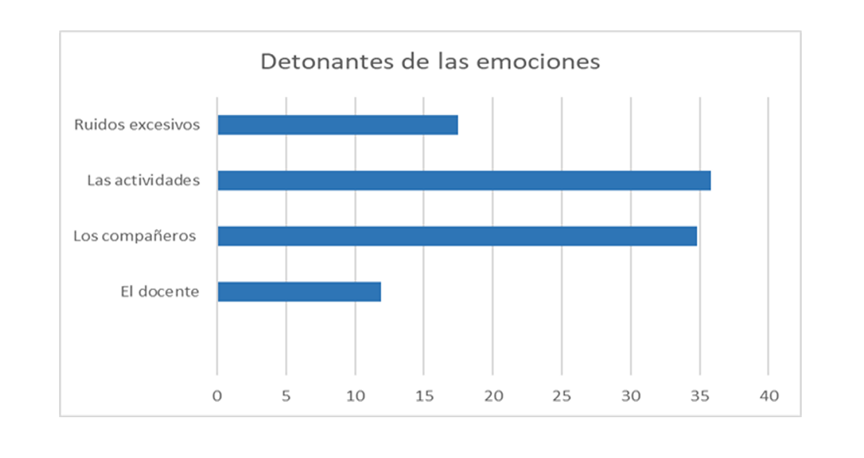 Detonantes de las emociones
Ruidos excesivos
Las actividades
Los compañeros
El docente
0 5 10 15 20 25 30 35 40